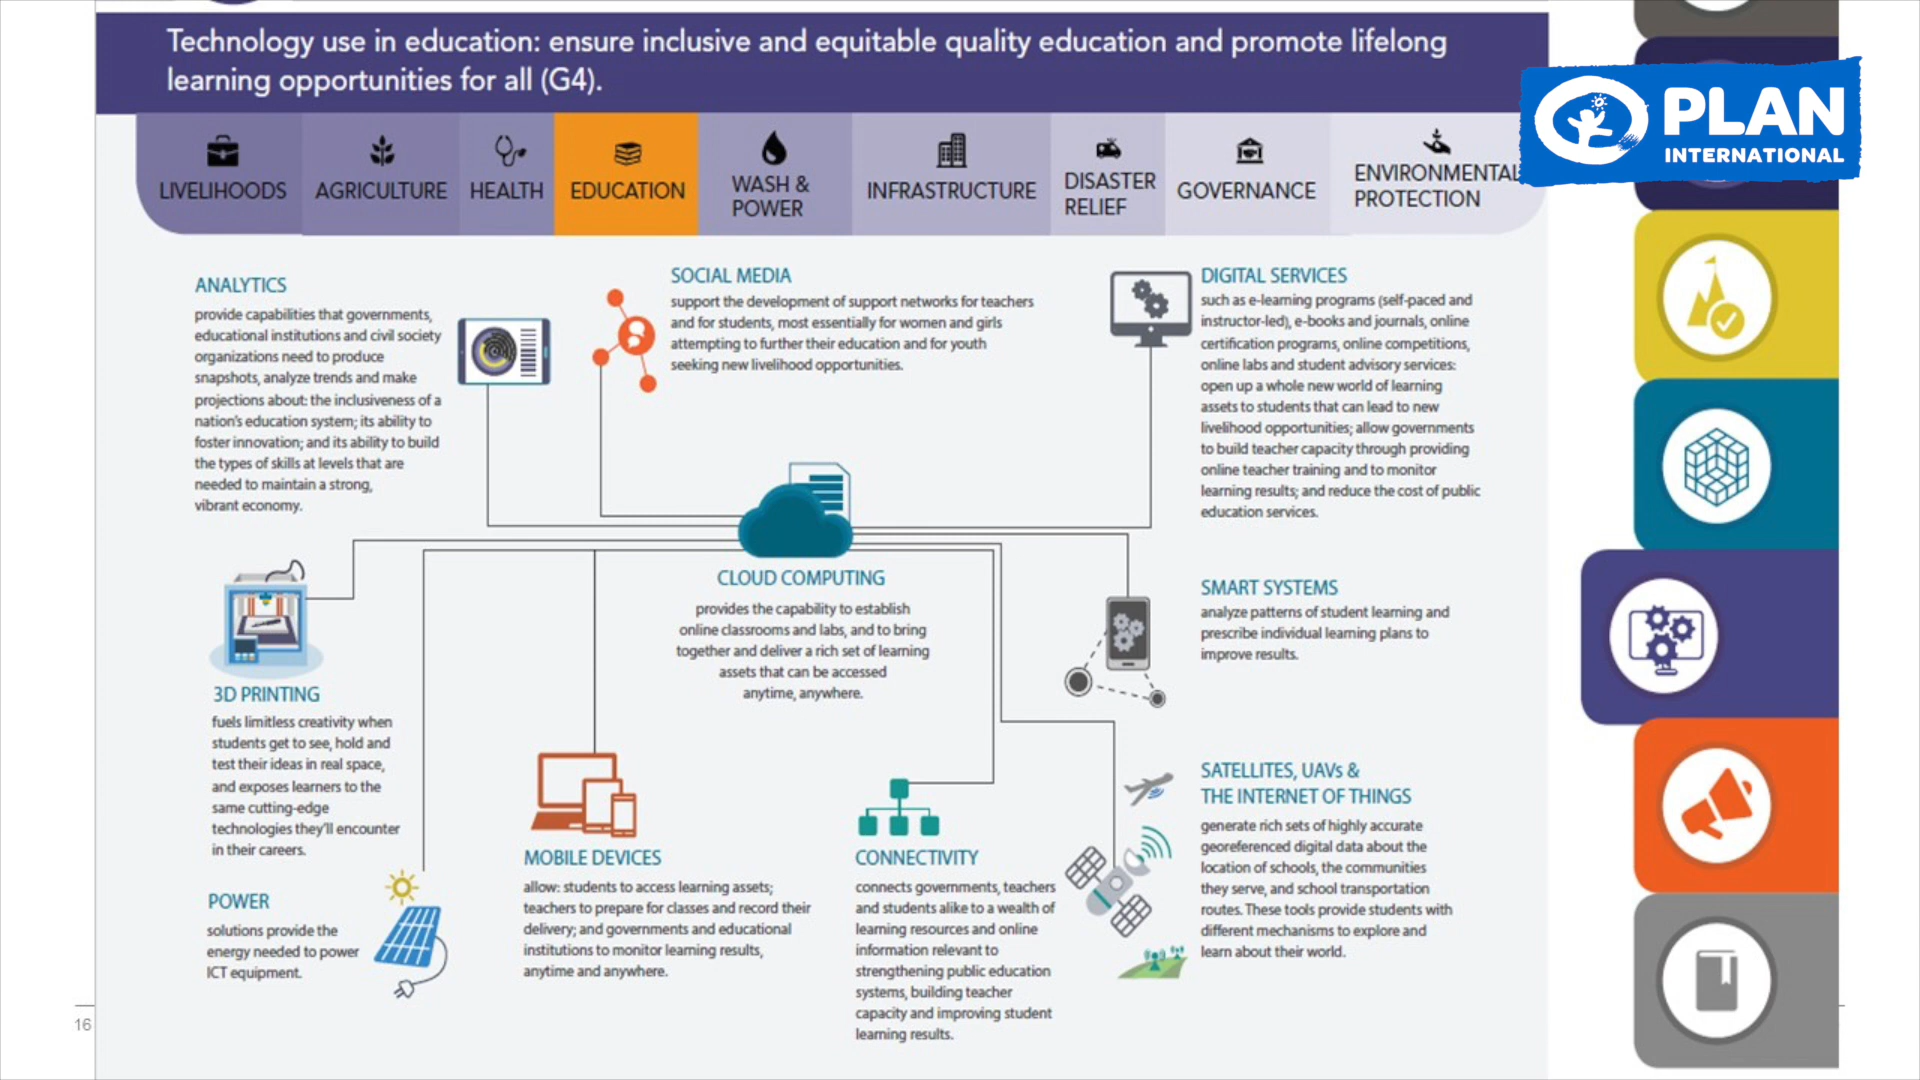 Technology use in education: ensure inclusive and equitable quality education and promote lifelong
learning opportunities for all (G4).
PLAN
INTERNATIONAL
LIVELIHOODS
AGRICULTURE
HEALTH
EDUCATION
WASH &
POWER
INFRASTRUCTURE
DISASTER
RELIEF
GOVERNANCE
ENVIRONMENTAL
PROTECTION
ANALYTICS
provide capabilities that governments,
educational institutions and civil society
organizations need to produce
snapshots, analyze trends and make
projections about: the inclusiveness of a
nation's education system; its ability to
foster innovation; and its ability to build
the types of skills at levels that are
needed to maintain a strong,
vibrant economy.
SOCIAL MEDIA
support the development of support networks for teachers
and for students, most essentially for women and girls
attempting to further their education and for youth
seeking new livelihood opportunities.
DIGITAL SERVICES
such as e-learning programs (self-paced and
instructor-led), e-books and journals, online
certification programs, online competitions,
online labs and student advisory services:
open up a whole new world of learning
assets to students that can lead to new
livelihood opportunities; allow governments
to build teacher capacity through providing
online teacher training and to monitor
learning results; and reduce the cost of public
education services.
CLOUD COMPUTING
provides the capability to establish
online classrooms and labs, and to bring
together and deliver a rich set of learning
assets that can be accessed
anytime, anywhere.
SMART SYSTEMS
analyze patterns of student learning and
prescribe individual learning plans to
improve results.
3D PRINTING
fuels limitless creativity when
students get to see, hold and
test their ideas in real space,
and exposes learners to the
same cutting-edge
technologies they'll encounter
in their careers.
POWER
solutions provide the
energy needed to power
ICT equipment.
MOBILE DEVICES
allow: students to access learning assets;
teachers to prepare for classes and record their
delivery; and governments and educational
institutions to monitor learning results,
anytime and anywhere.
CONNECTIVITY
connects governments, teachers
and students alike to a wealth of
learning resources and online
information relevant to
strengthening public education
systems, building teacher
capacity and improving student
learning results.
SATELLITES, UAVs &
THE INTERNET OF THINGS
generate rich sets of highly accurate
georeferenced digital data about the
location of schools, the communities
they serve, and school transportation
routes. These tools provide students with
different mechanisms to explore and
learn about their world.
16